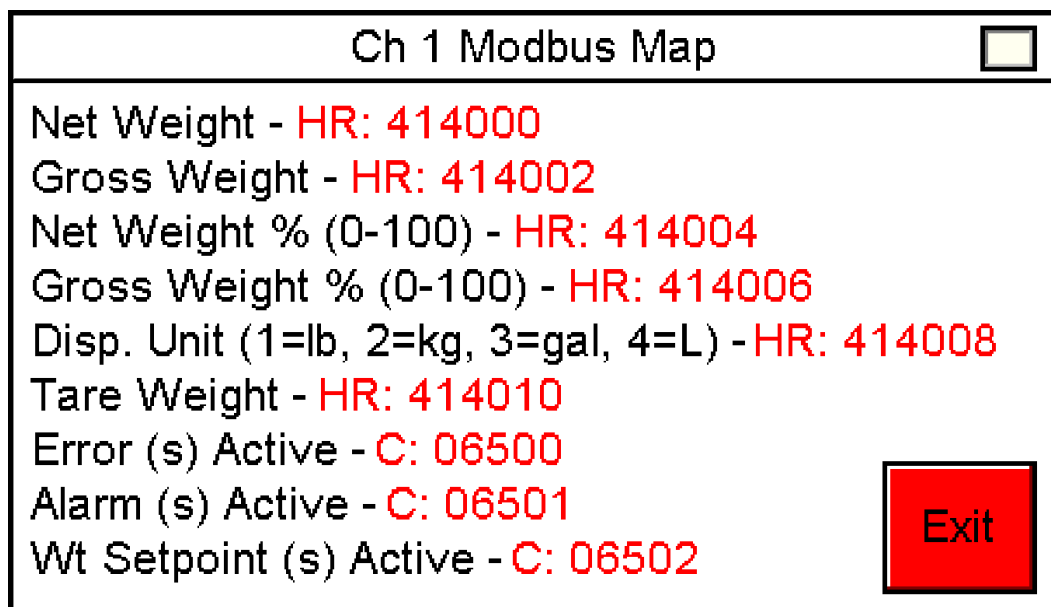 Ch 1 Modbus Map
Net Weight - HR: 414000
Gross Weight - HR: 414002
Net Weight % (0-100) - HR: 414004
Gross Weight % (0-100) - HR: 414006
Disp. Unit (1=lb, 2=kg, 3=gal, 4=L) - HR: 414008
Tare Weight - HR: 414010
Error (s) Active - C: 06500
Alarm (s) Active - C: 06501
Wt Setpoint (s) Active - C: 06502
Exit